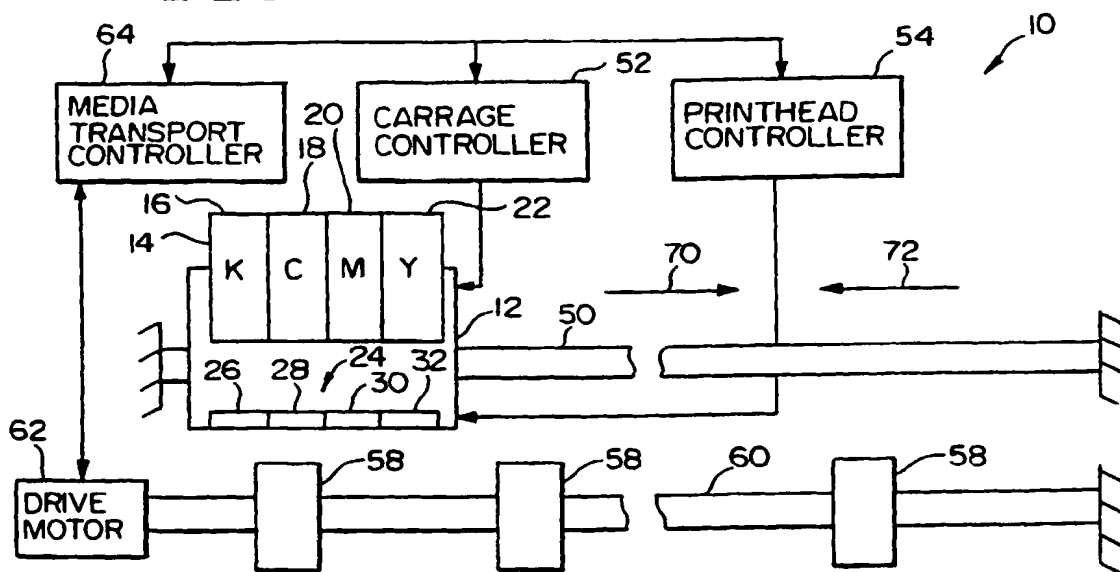 64
52
54
10
MEDIA
TRANSPORT
CONTROLLER
CARRAGE
CONTROLLER
PRINTHEAD
CONTROLLER
20
18
16
22
14
K
C
M
Y
70
72
12
50
26
28
24
30
32
62
58
58
60
58
DRIVE
MOTOR